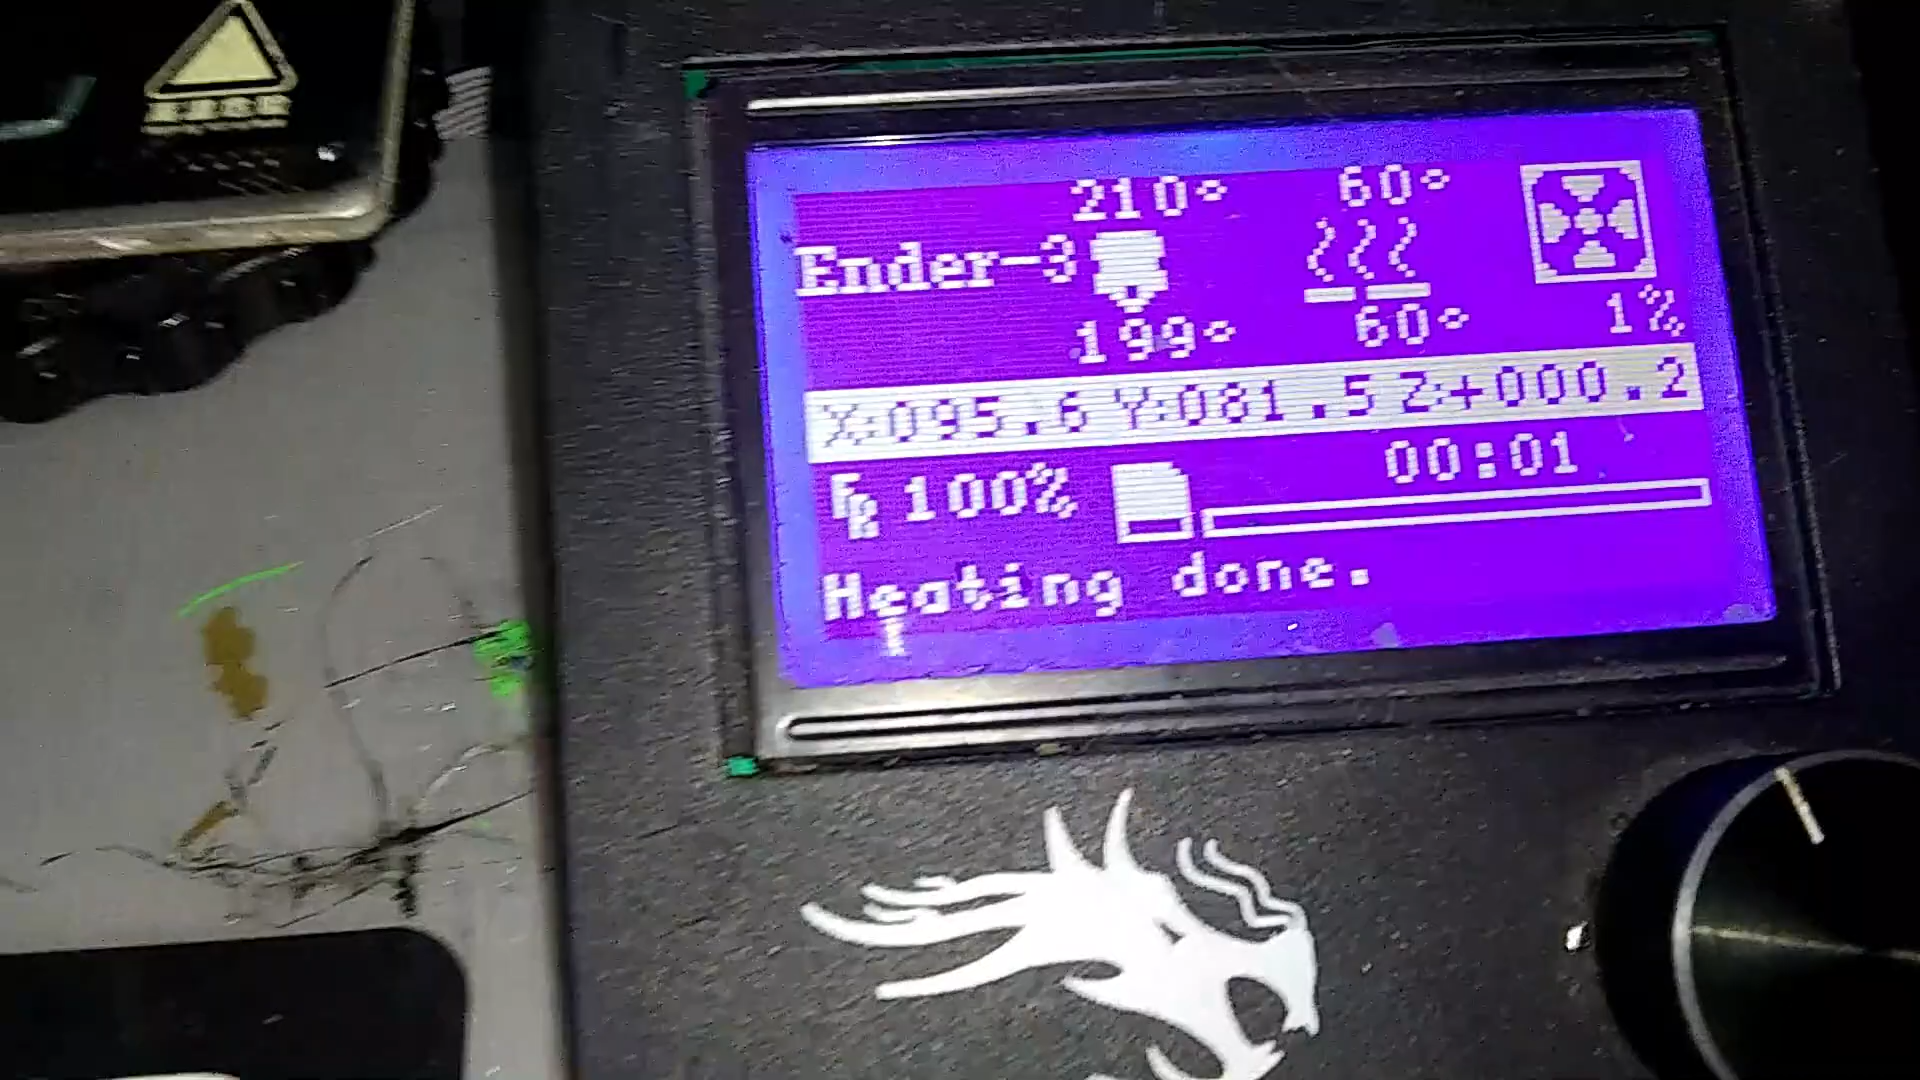 210° 60°
Ender-3
199° 60° 1%
X:095.6 Y:081.5 Z:+000.2
FR 100% 00:01
Heating done.